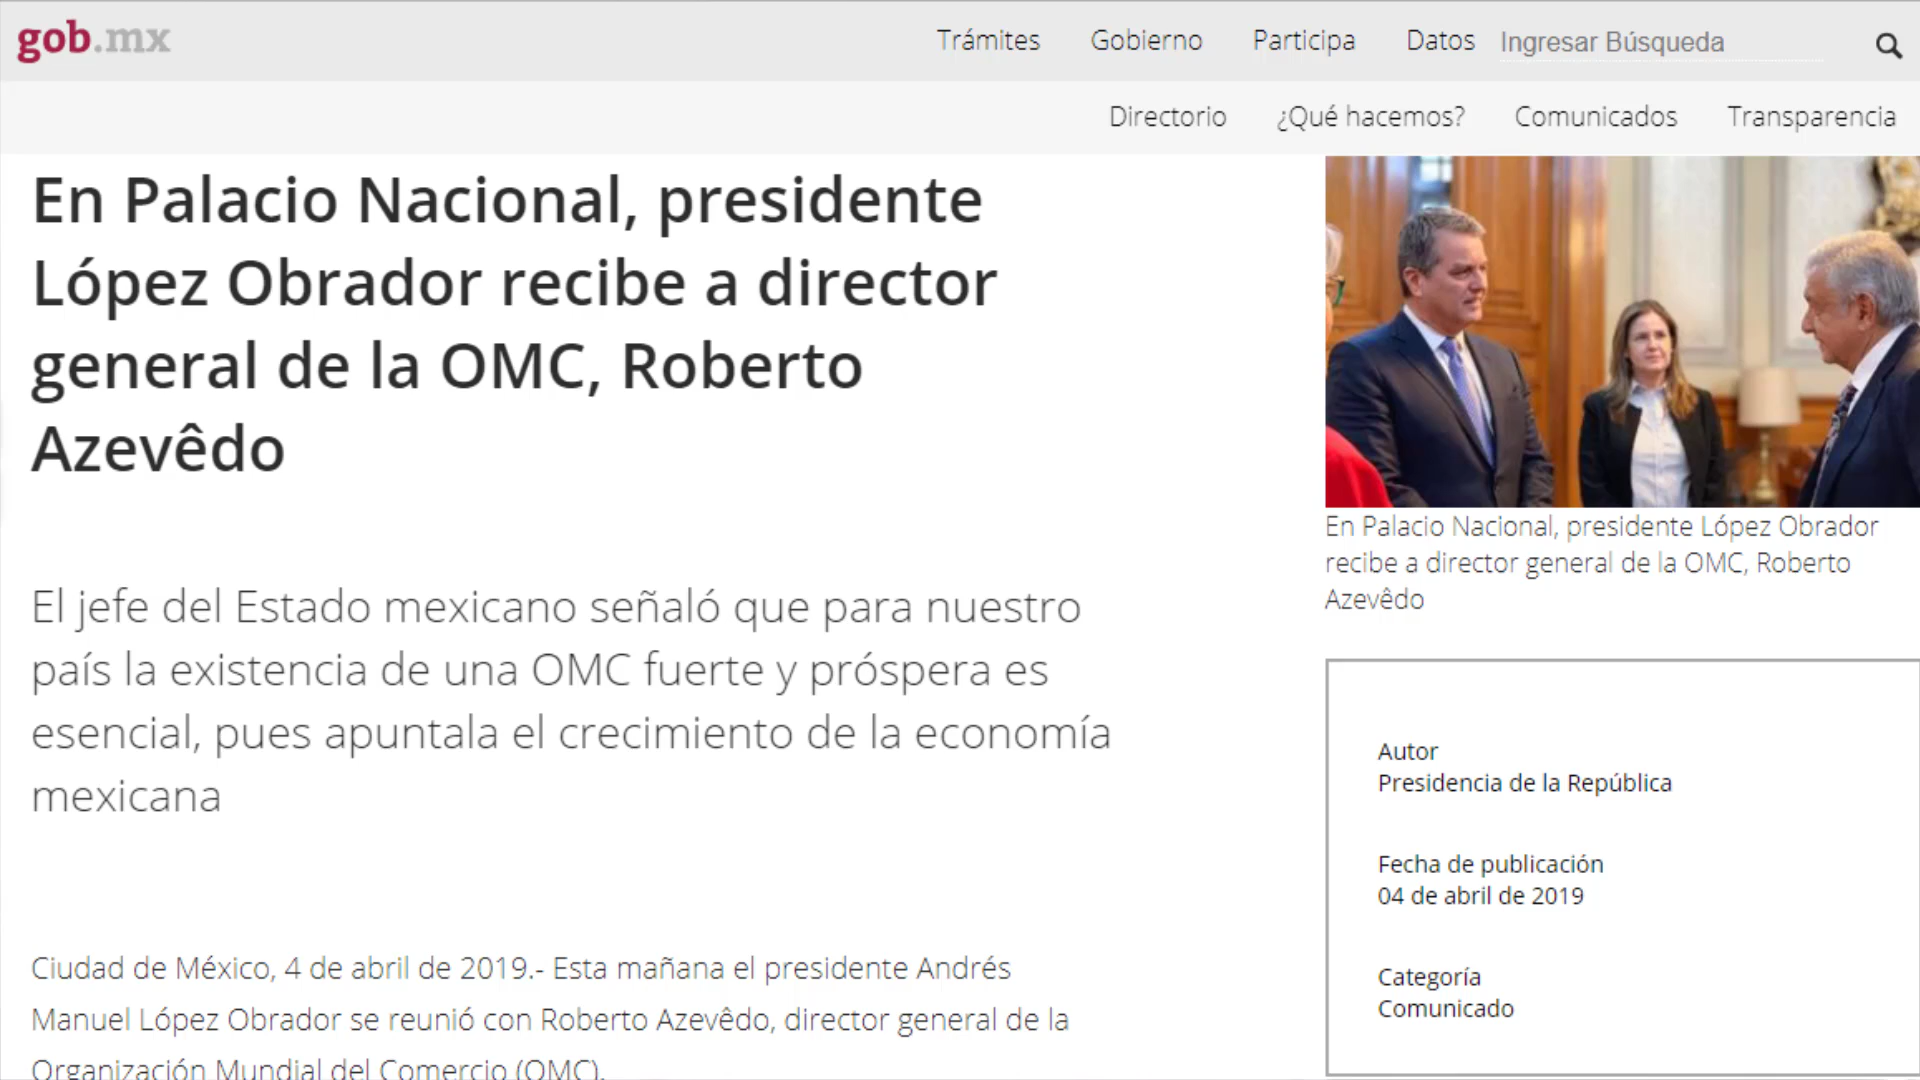 gob.mx
Trámites Gobierno Participa Datos Ingresar Búsqueda
Directorio ¿Qué hacemos? Comunicados Transparencia
En Palacio Nacional, presidente
López Obrador recibe a director
general de la OMC, Roberto
Azevêdo
El jefe del Estado mexicano señaló que para nuestro
país la existencia de una OMC fuerte y próspera es
esencial, pues apuntala el crecimiento de la economía
mexicana
Ciudad de México, 4 de abril de 2019.- Esta mañana el presidente Andrés
Manuel López Obrador se reunió con Roberto Azevêdo, director general de la
Organización Mundial del Comercio (OMC).
En Palacio Nacional, presidente López Obrador
recibe a director general de la OMC, Roberto
Azevêdo
Autor
Presidencia de la República
Fecha de publicación
04 de abril de 2019
Categoría
Comunicado